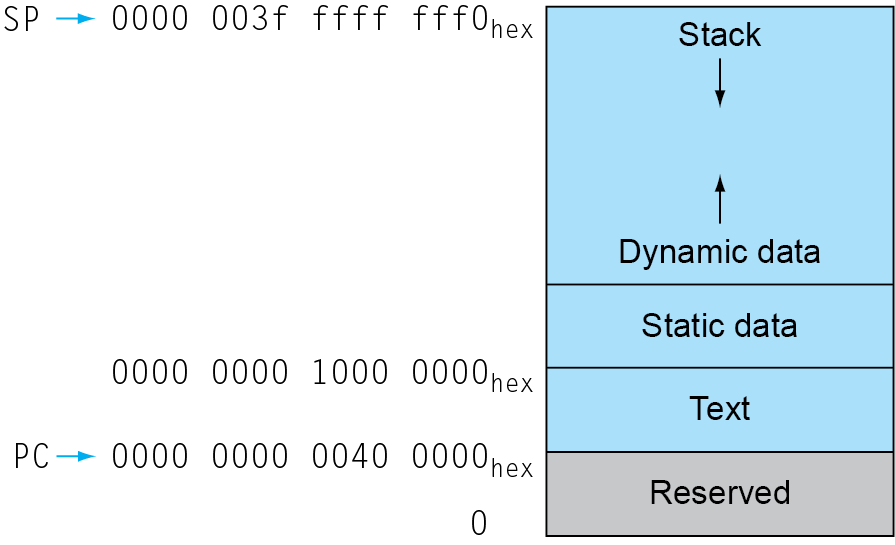 SP → 0000 003f ffff fff0hex
Stack
Dynamic data
Static data
0000 0000 1000 0000hex
Text
PC → 0000 0000 0040 0000hex
Reserved
0